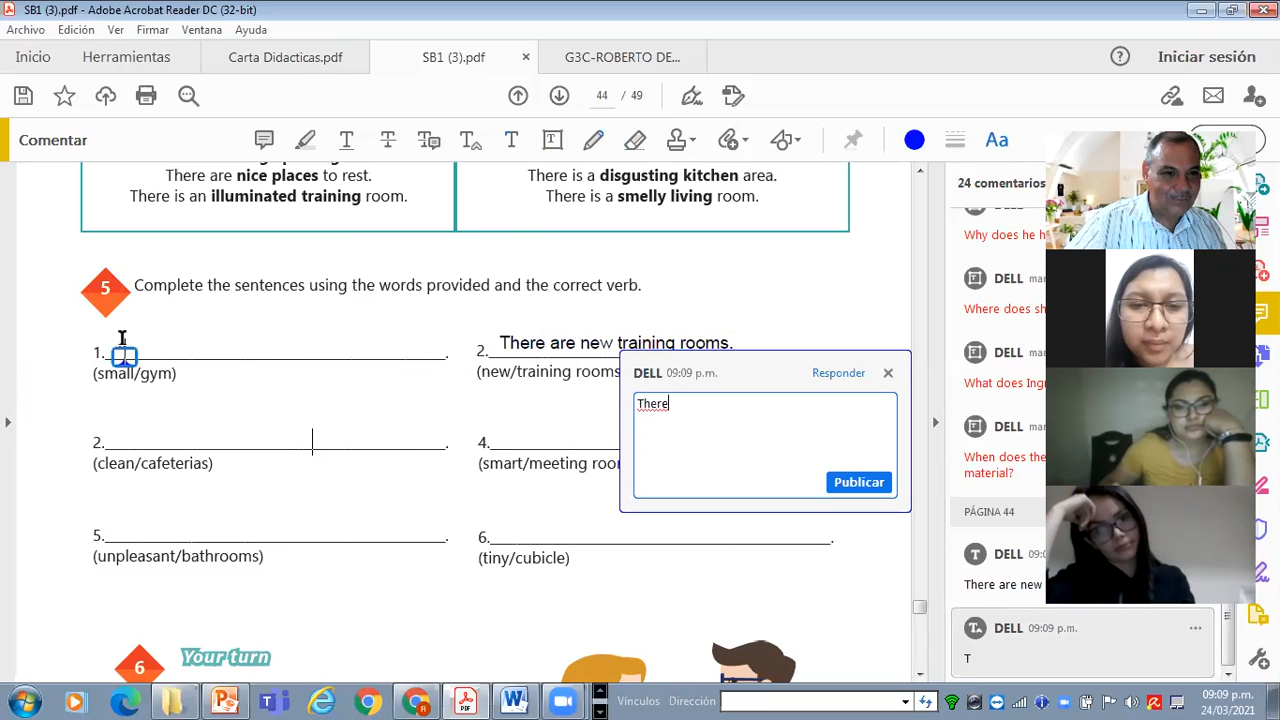 SB1 (3).pdf - Adobe Acrobat Reader DC (32-bit)
Archivo Edición Ver Firmar Ventana Ayuda
Inicio Herramientas Carta Didacticas.pdf SB1 (3).pdf × G3C-ROBERTO DE... Iniciar sesión
44 / 49
Comentar
There are nice places to rest.
There is an illuminated training room.
There is a disgusting kitchen area.
There is a smelly living room.
5 Complete the sentences using the words provided and the correct verb.
1.
(small/gym)
2. There are new training rooms.
(new/training rooms
2.
(clean/cafeterias)
4.
(smart/meeting roo
5.
(unpleasant/bathrooms)
6.
(tiny/cubicle)
6 Your turn
DELL 09:09 p.m. Responder
There
Publicar
24 comentarios
Why does he h
DELL mar
Where does sh
DELL mar
What does Ingr
DELL mar
When does the
material?
PÁGINA 44
DELL 09:0
There are new
DELL 09:09 p.m.
T
Vínculos Dirección
09:09 p.m.
24/03/2021